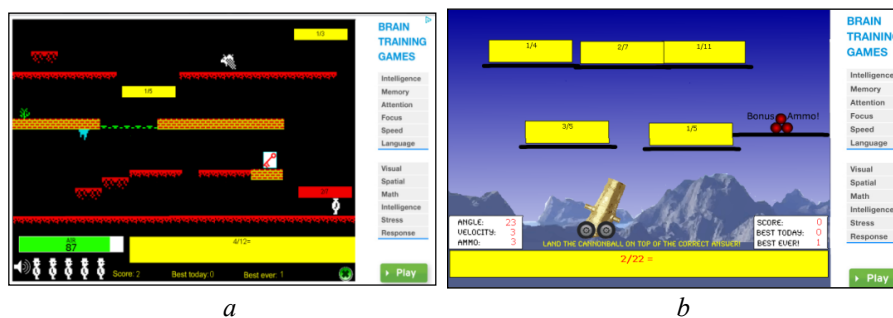 1/3
BRAIN
TRAINING
GAMES
1/6
Intelligence
Memory
Attention
Focus
Speed
Language
Visual
Spatial
Math
Intelligence
Stress
Response
Play
AIR
87
4/12=
Score: 2
Best today: 0
Best ever: 1
a
1/4
2/7
1/11
3/5
1/5
Bonus Ammo!
ANGLE: 23
VELOCITY: 3
AMMO: 3
LAND THE CANNONBALL ON TOP OF THE CORRECT ANSWER!
SCORE: 0
BEST TODAY: 0
BEST EVER! 1
2/22 =
BRAIN
TRAINING
GAMES
Intelligence
Memory
Attention
Focus
Speed
Language
Visual
Spatial
Math
Intelligence
Stress
Response
Play
b